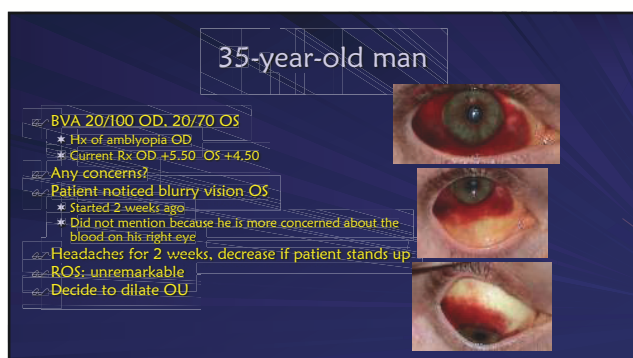 35-year-old man
BVA 20/100 OD, 20/70 OS
Hx of amblyopia OD
Current Rx OD +5.50 OS +4.50
Any concerns?
Patient noticed blurry vision OS
Started 2 weeks ago
Did not mention because he is more concerned about the
blood on his right eye
Headaches for 2 weeks, decrease if patient stands up
ROS: unremarkable
Decide to dilate OU